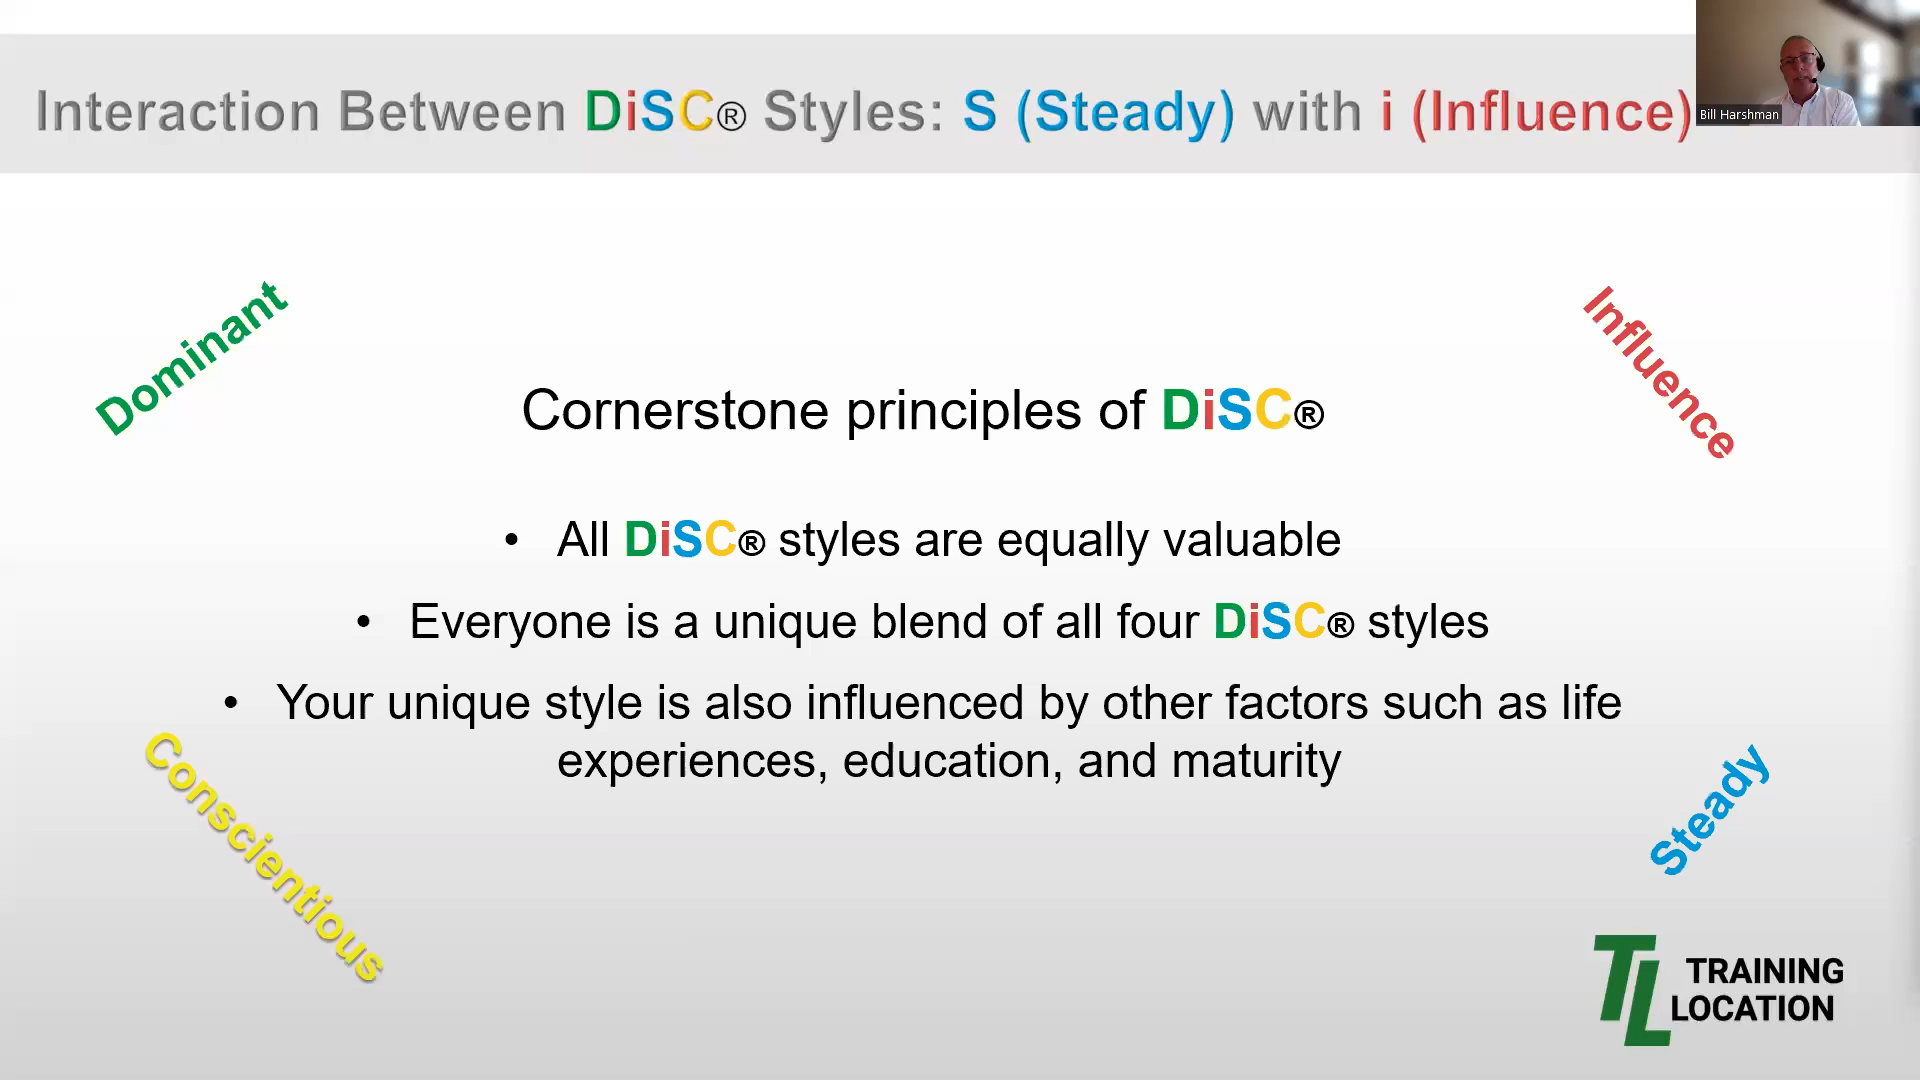 Interaction Between DiSC® Styles: S (Steady) with i (Influence)
Bill Harshman
Dominant
Influence
Cornerstone principles of DiSC®
• All DiSC® styles are equally valuable
• Everyone is a unique blend of all four DiSC® styles
• Your unique style is also influenced by other factors such as life
experiences, education, and maturity
Conscientious
Steady
TL TRAINING
LOCATION